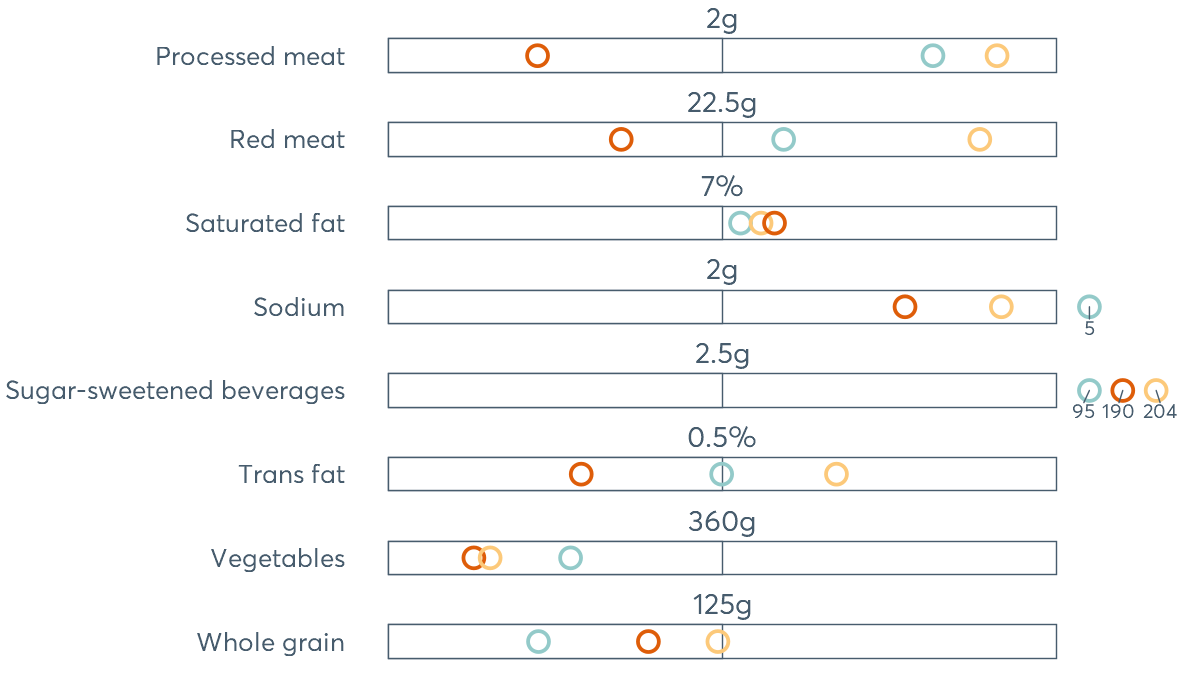 2g
Processed meat
22.5g
Red meat
7%
Saturated fat
2g
Sodium
5
2.5g
Sugar-sweetened beverages
95 190 204
0.5%
Trans fat
360g
Vegetables
125g
Whole grain